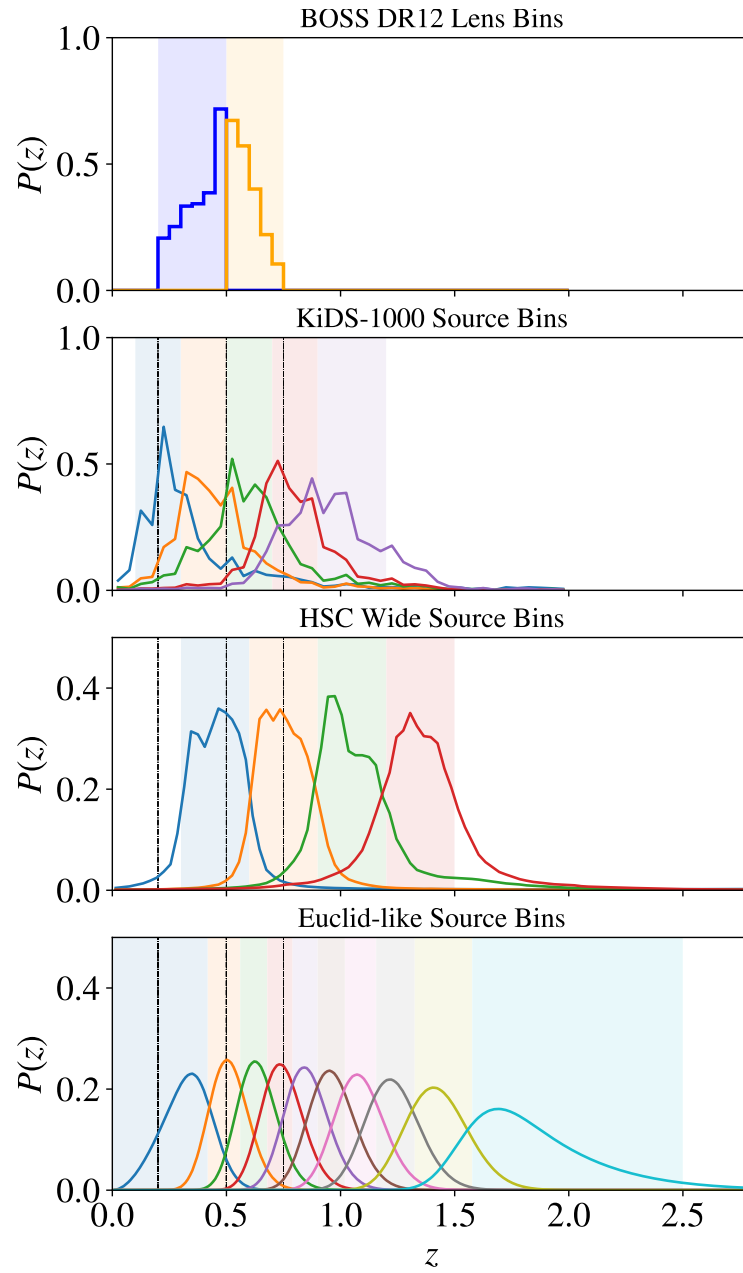 BOSS DR12 Lens Bins
1.0
0.5
0.0
P(z)
KiDS-1000 Source Bins
1.0
0.5
0.0
P(z)
HSC Wide Source Bins
0.4
0.2
0.0
P(z)
Euclid-like Source Bins
0.4
0.2
0.0
P(z)
0.0 0.5 1.0 1.5 2.0 2.5
z